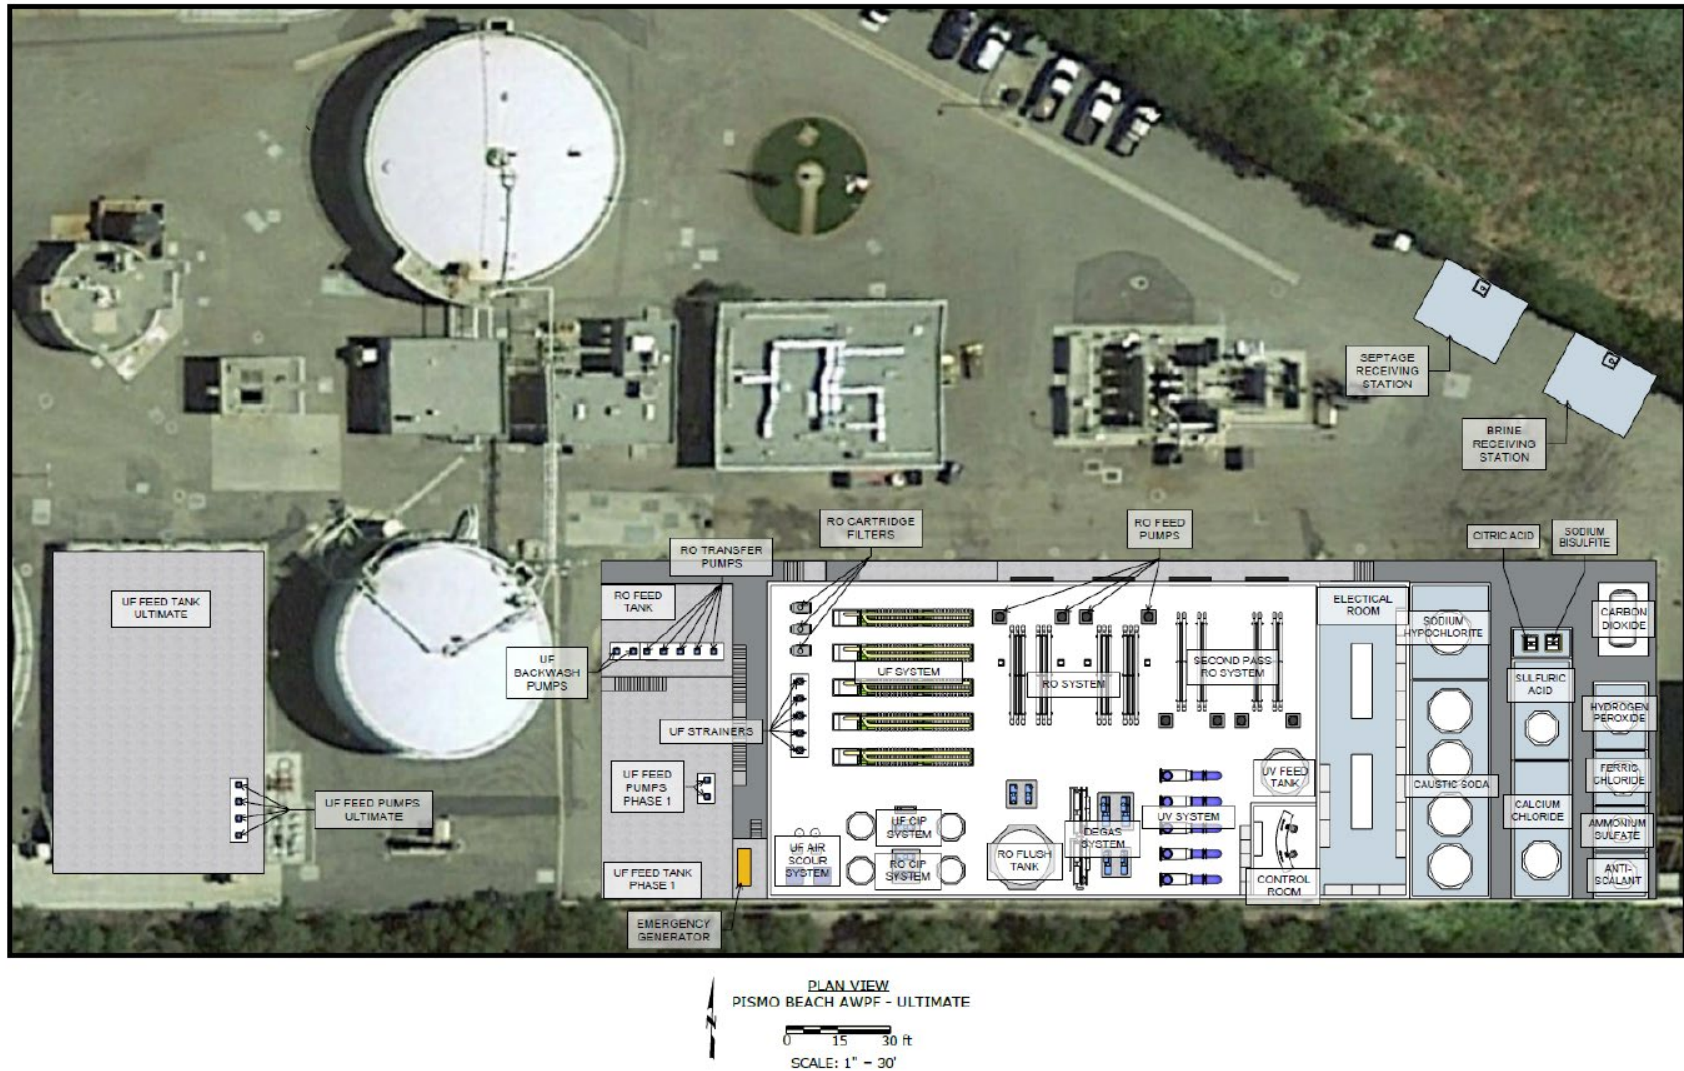 SEPTAGE
RECEIVING
STATION
BRINE
RECEIVING
STATION
RO CARTRIDGE
FILTERS
RO FEED
PUMPS
CITRIC ACID
SODIUM
BISULFITE
RO TRANSFER
PUMPS
UF FEED TANK
ULTIMATE
RO FEED
TANK
ELECTICAL
ROOM
SODIUM
HYPOCHLORITE
CARBON
DIOXIDE
UF
BACKWASH
PUMPS
UF SYSTEM
RO SYSTEM
SECOND PASS
RO SYSTEM
SULFURIC
ACID
HYDROGEN
PEROXIDE
UF STRAINERS
UF FEED
PUMPS
PHASE 1
UV FEED
TANK
CAUSTIC SODA
FERRIC
CHLORIDE
UF FEED PUMPS
ULTIMATE
UF CIP
SYSTEM
DEGAS
SYSTEM
UV SYSTEM
CALCIUM
CHLORIDE
AMMONIUM
SULFATE
UF AIR
SCOUR
SYSTEM
RO CIP
SYSTEM
RO FLUSH
TANK
CONTROL
ROOM
ANTI-
SCALANT
UF FEED TANK
PHASE 1
EMERGENCY
GENERATOR
PLAN VIEW
PISMO BEACH AWPF - ULTIMATE
0 15 30 ft
SCALE: 1" = 30'